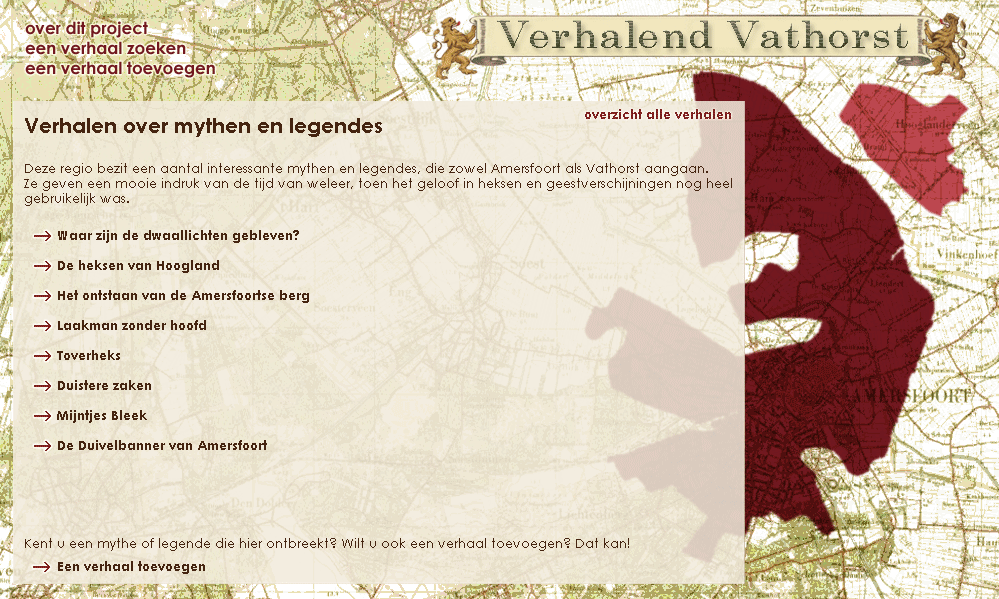 over dit project
een verhaal zoeken
een verhaal toevoegen
Verhalend Vathorst
overzicht alle verhalen
Verhalen over mythen en legendes
Deze regio bezit een aantal interessante mythen en legendes, die zowel Amersfoort als Vathorst aangaan.
Ze geven een mooie indruk van de tijd van weleer, toen het geloof in heksen en geestverschijningen nog heel
gebruikelijk was.
Waar zijn de dwaallichten gebleven?
De heksen van Hoogland
Het ontstaan van de Amersfoortse berg
Laakman zonder hoofd
Toverheks
Duistere zaken
Mijntjes Bleek
De Duivelbanner van Amersfoort
Kent u een mythe of legende die hier ontbreekt? Wilt u ook een verhaal toevoegen? Dat kan!
Een verhaal toevoegen
Hooglanderveen
Vinkenhoef
AMERSFOORT